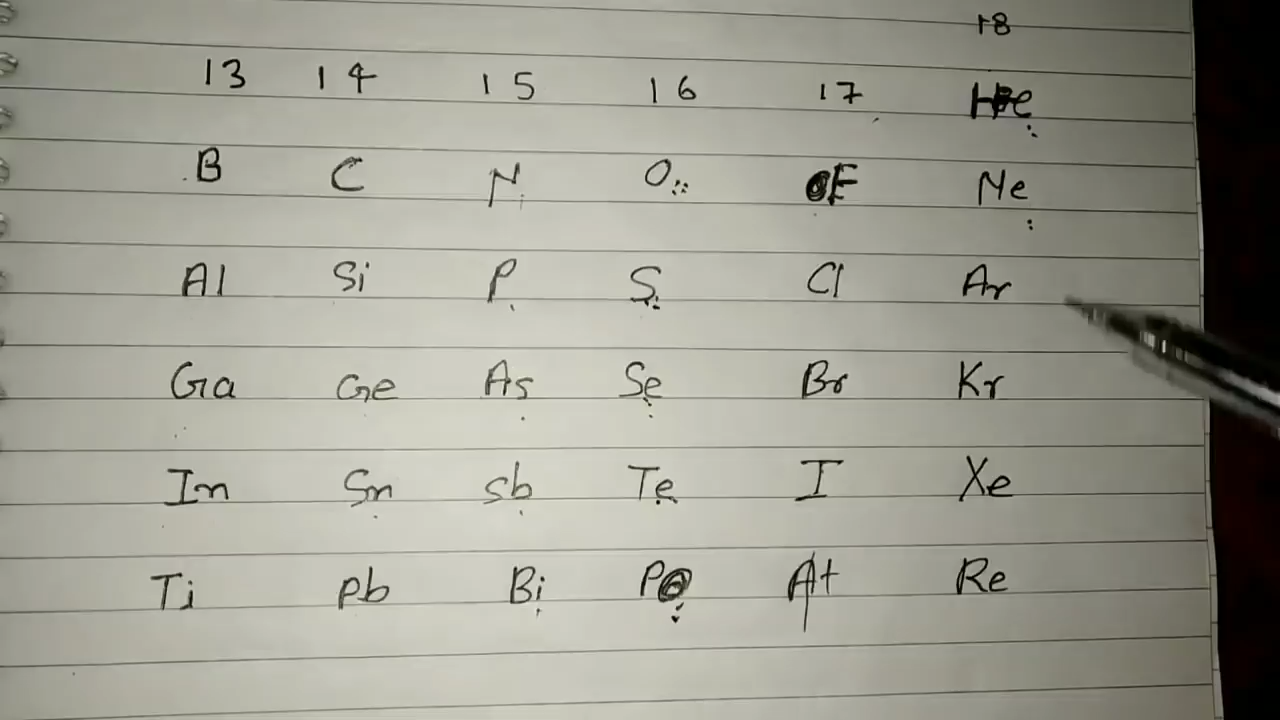 18
13 14 15 16 17 He
B C N O F Ne
Al Si P S Cl Ar
Ga Ge As Se Br Kr
In Sn Sb Te I Xe
Ti Pb Bi Po At Re